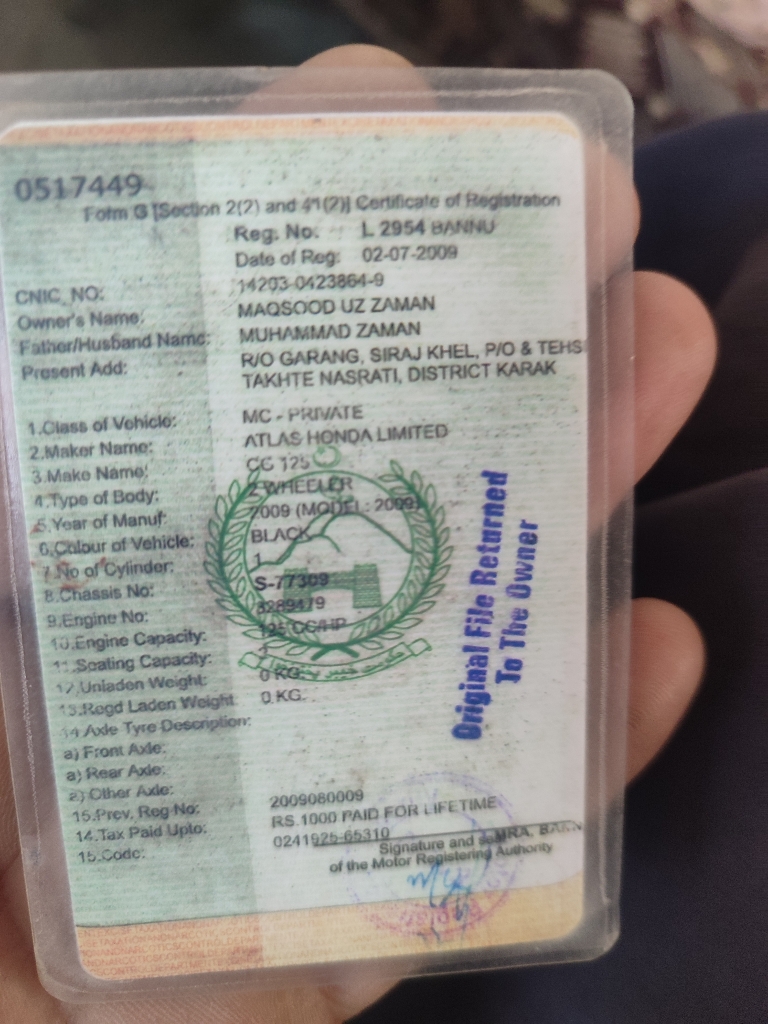 0517449
Form G [Section 2(2) and 41(2)] Certificate of Registration
Reg. No: L 2954 BANNU
Date of Reg: 02-07-2009
CNIC_NO: 14203-0423864-9
Owner's Name: MAQSOOD UZ ZAMAN
Father/Husband Name: MUHAMMAD ZAMAN
Present Add: R/O GARANG, SIRAJ KHEL, P/O & TEHS
TAKHTE NASRATI, DISTRICT KARAK
1.Class of Vehicle: MC - PRIVATE
2.Maker Name: ATLAS HONDA LIMITED
3.Make Name: CG 125
4.Type of Body: 2 WHEELER
5.Year of Manuf: 2009 (MODEL: 2009)
6.Colour of Vehicle: BLACK
7.No of Cylinder: 1
8.Chassis No: S-77309
9.Engine No: 3289479
10.Engine Capacity: 125 CC/HP
11.Seating Capacity:
12.Unladen Weight: 0 KG.
13.Regd Laden Weight 0 KG.
14 Axle Tyre Description:
a) Front Axle:
a) Rear Axle:
a) Other Axle:
15.Prev. Reg No: 2009080009
14.Tax Paid Upto: RS.1000 PAID FOR LIFETIME
15.Code: 0241925-65310
MRA,
Signature and
of the Motor Registering Authority
Original File Returned
To The Owner